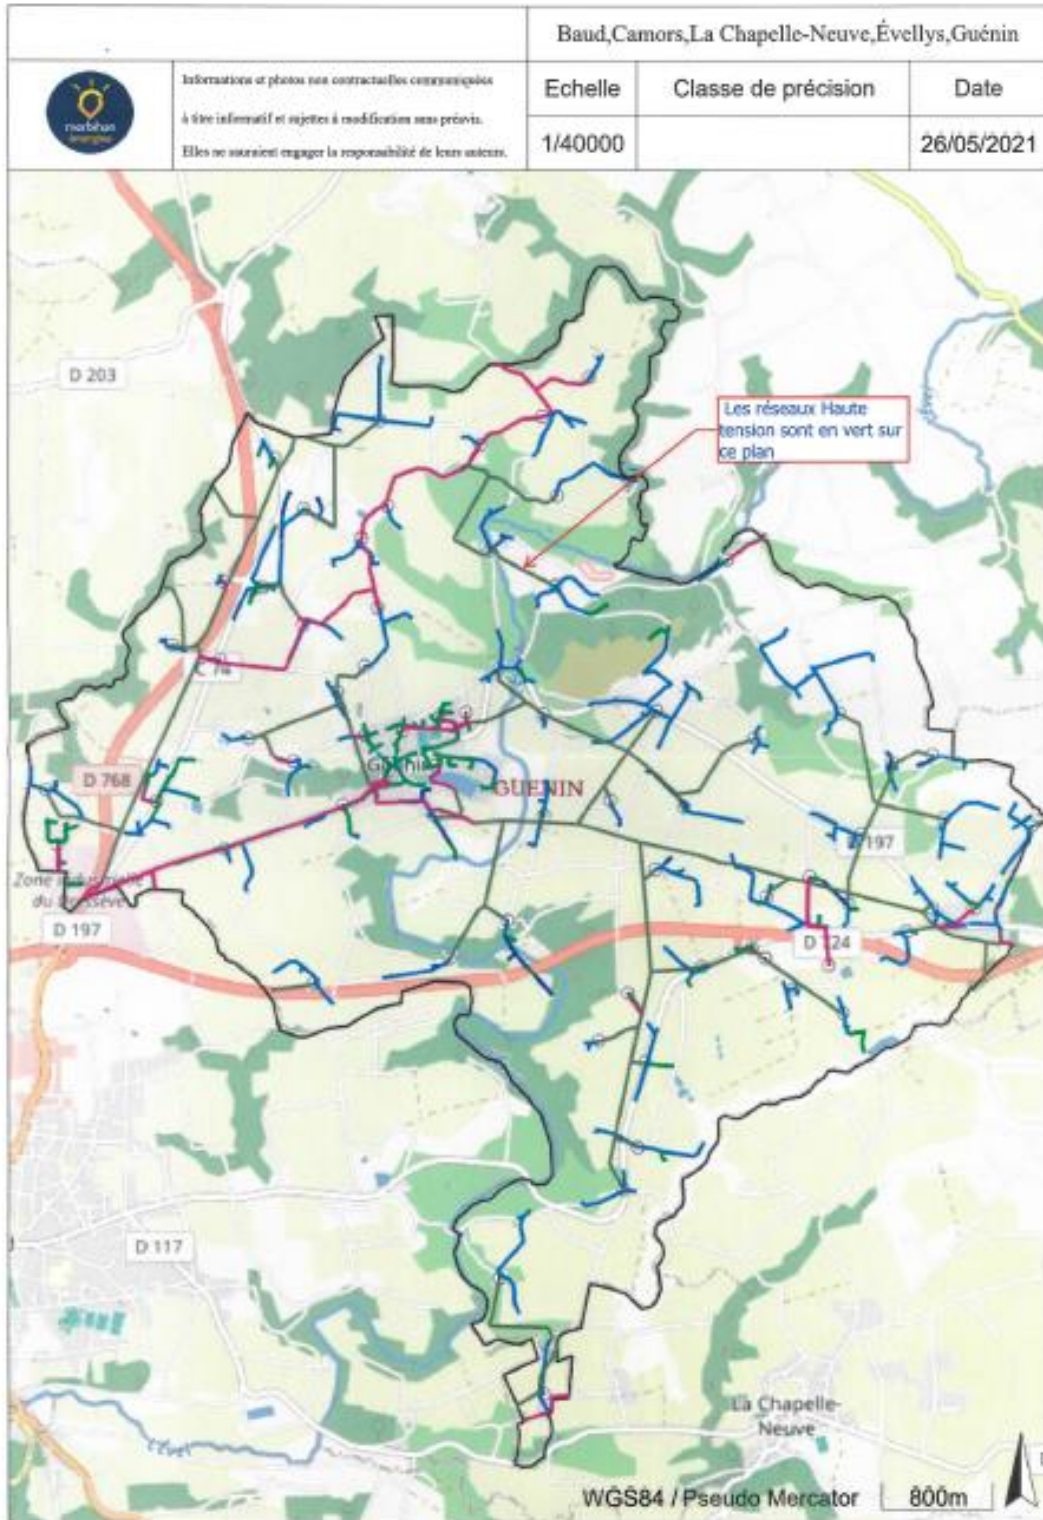 Baud,Camors,La Chapelle-Neuve,Évellys,Guénin
morbihan
énergies
Informations et photos non contractuelles communiquées
à titre informatif et sujettes à modification sans préavis.
Elles ne sauraient engager la responsabilité de leurs auteurs.
Echelle
Classe de précision
Date
1/40000
26/05/2021
D 203
Les réseaux Haute
tension sont en vert sur
ce plan
D 768
GUENIN
D 197
Zone Industrielle
D 197
D 124
D 117
La Chapelle-
Neuve
WGS84 / Pseudo Mercator
800m